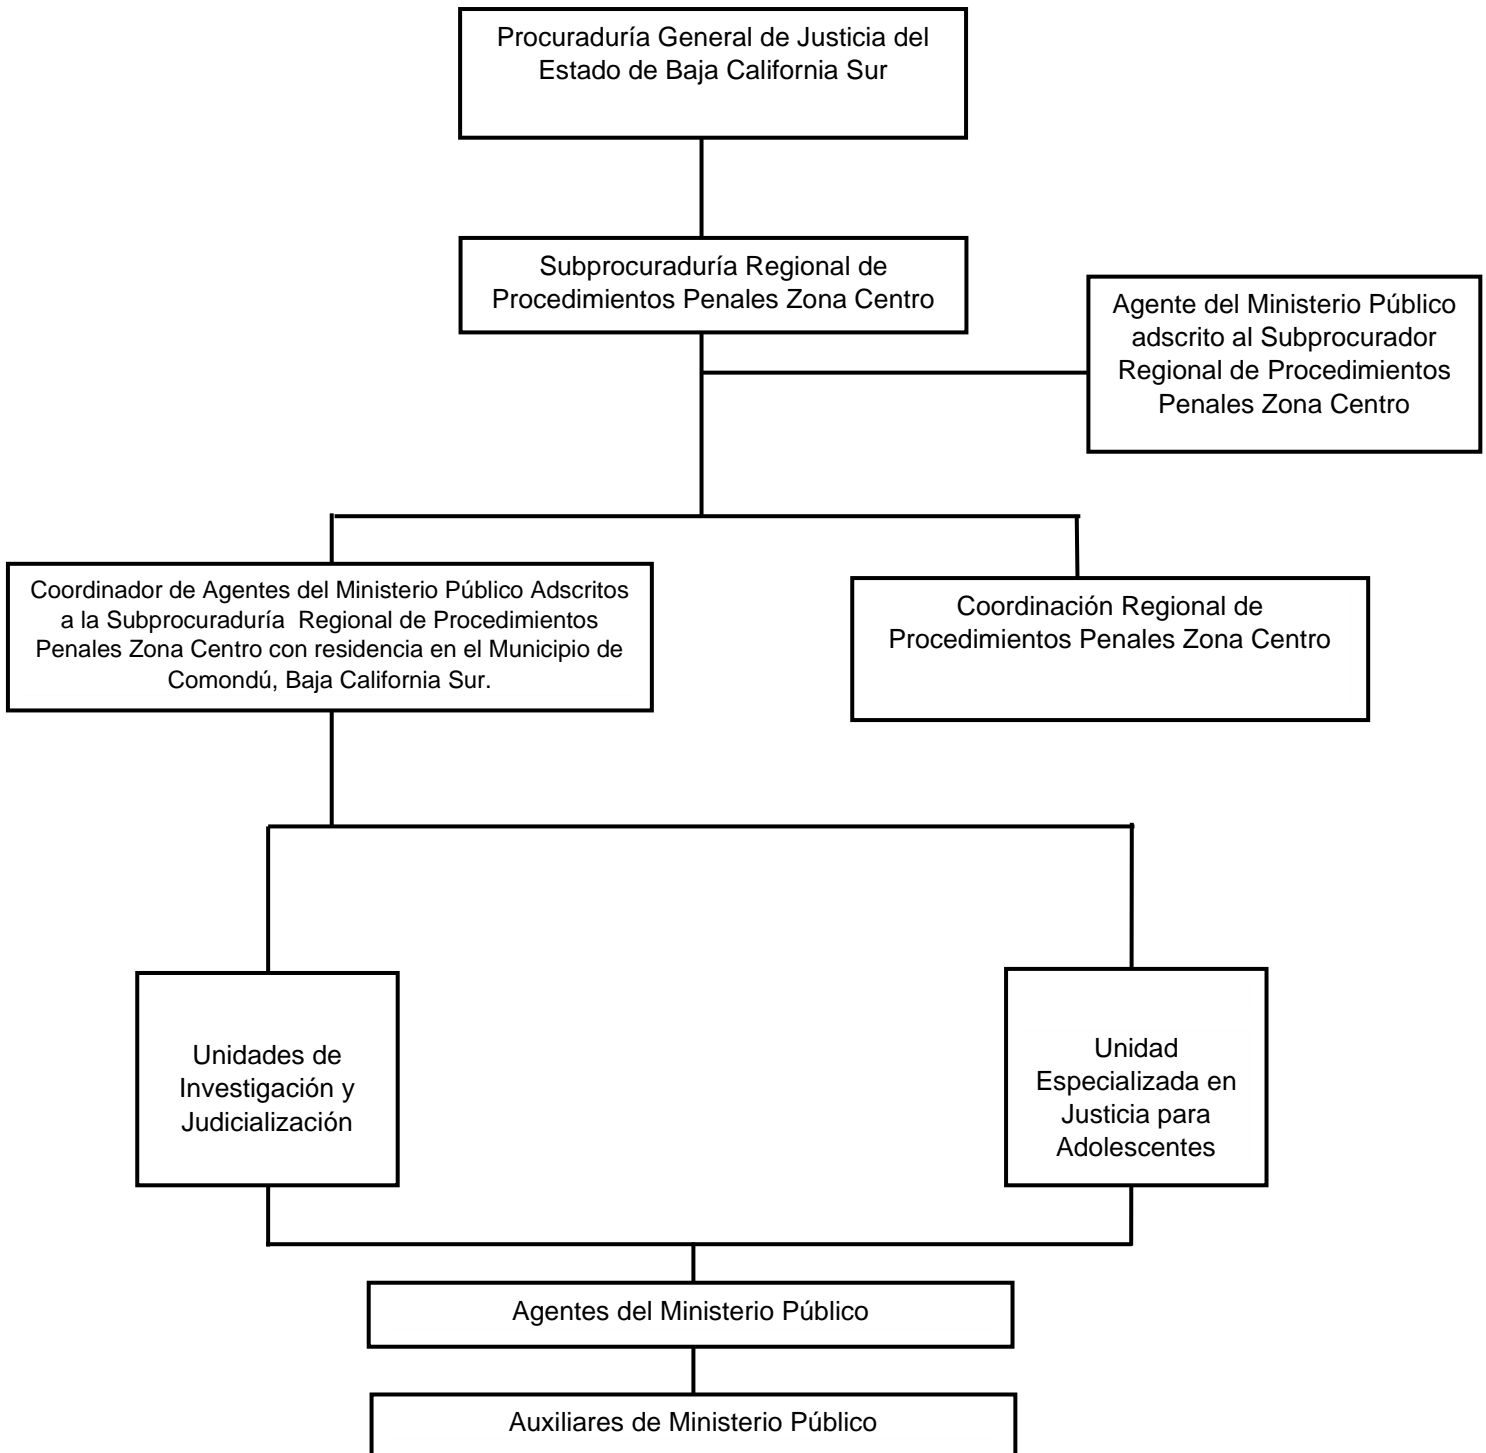 Procuraduría General de Justicia del
Estado de Baja California Sur
Subprocuraduría Regional de
Procedimientos Penales Zona Centro
Agente del Ministerio Público
adscrito al Subprocurador
Regional de Procedimientos
Penales Zona Centro
Coordinador de Agentes del Ministerio Público Adscritos
a la Subprocuraduría  Regional de Procedimientos
Penales Zona Centro con residencia en el Municipio de
Comondú, Baja California Sur.
Coordinación Regional de
Procedimientos Penales Zona Centro
Unidades de
Investigación y
Judicialización
Unidad
Especializada en
Justicia para
Adolescentes
Agentes del Ministerio Público
Auxiliares de Ministerio Público